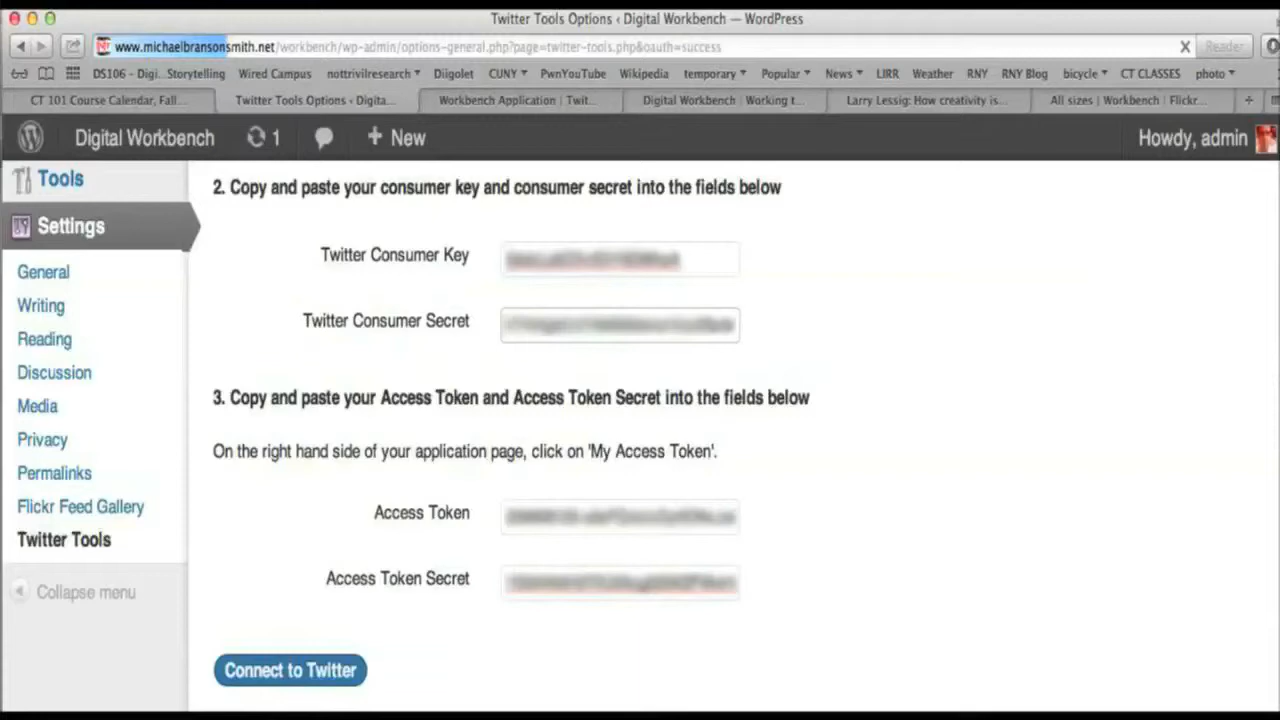 Twitter Tools Options ‹ Digital Workbench — WordPress
www.michaelbransonsmith.net/workbench/wp-admin/options-general.php?page=twitter-tools.php&oauth=success
Reader
DS106 - Digi... Storytelling Wired Campus nottrivilresearch Diigolet CUNY PwnYouTube Wikipedia temporary Popular News LIRR Weather RNY RNY Blog bicycle CT CLASSES photo
CT 101 Course Calendar, Fall... Twitter Tools Options ‹ Digita... Workbench Application | Twit... Digital Workbench | Working t... Larry Lessig: How creativity is... All sizes | Workbench | Flickr...
Digital Workbench 1 + New Howdy, admin
Tools
Settings
General
Writing
Reading
Discussion
Media
Privacy
Permalinks
Flickr Feed Gallery
Twitter Tools
Collapse menu
2. Copy and paste your consumer key and consumer secret into the fields below
Twitter Consumer Key
Twitter Consumer Secret
3. Copy and paste your Access Token and Access Token Secret into the fields below
On the right hand side of your application page, click on 'My Access Token'.
Access Token
Access Token Secret
Connect to Twitter